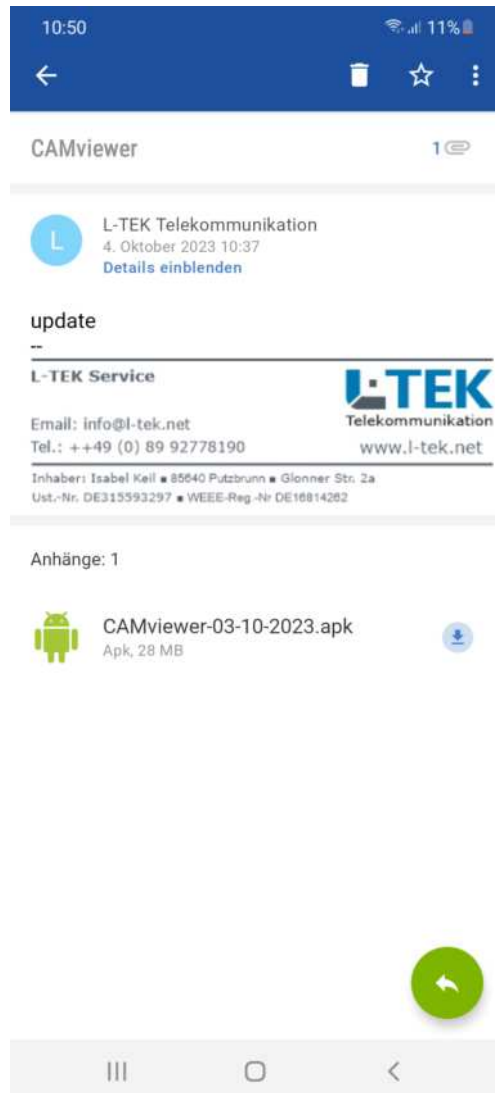 10:50
11%
CAMviewer
1
L
L-TEK Telekommunikation
4. Oktober 2023 10:37
Details einblenden
update
--
L-TEK Service
L-TEK
Email: info@l-tek.net
Telekommunikation
Tel.: ++49 (0) 89 92778190
www.l-tek.net
Inhaber: Isabel Keil ▪ 85640 Putzbrunn ▪ Glonner Str. 2a
Ust.-Nr. DE315593297 ▪ WEEE-Reg.-Nr DE16814262
Anhänge: 1
CAMviewer-03-10-2023.apk
Apk, 28 MB